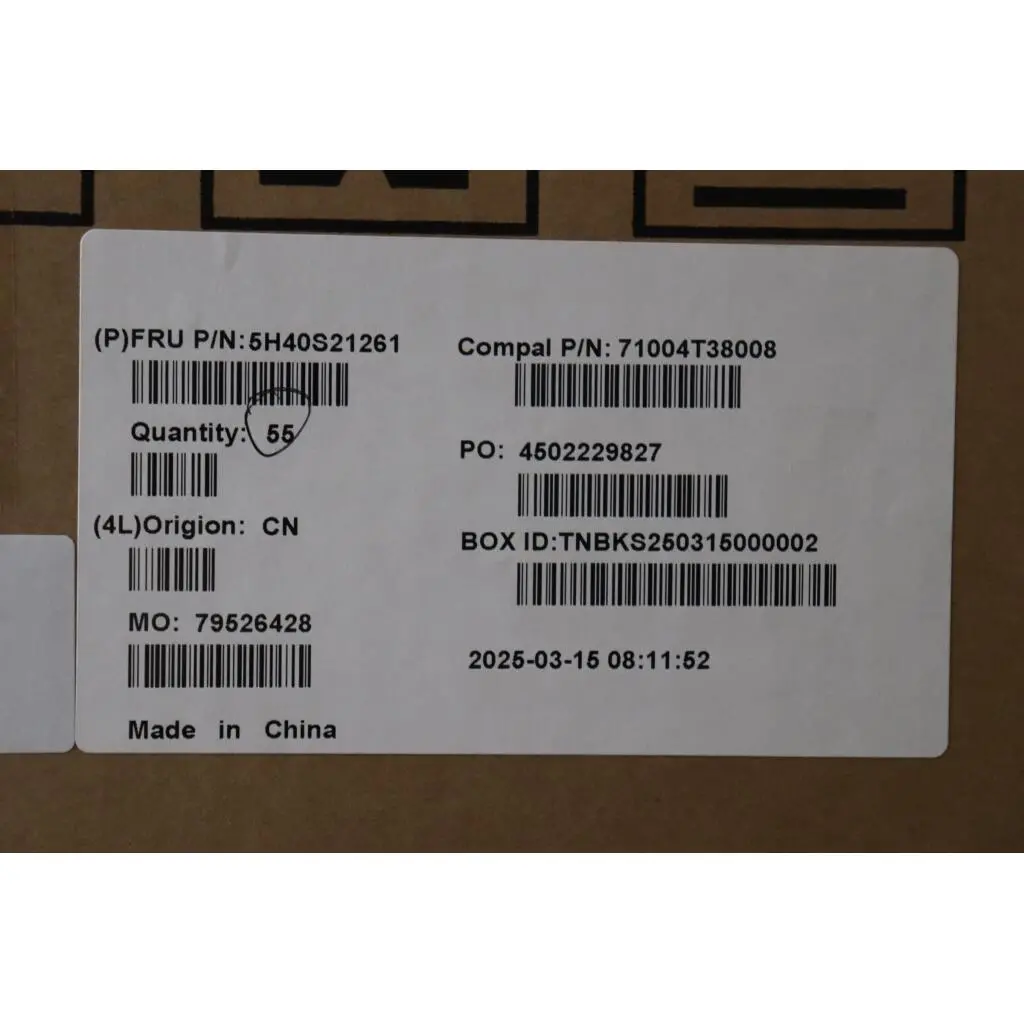 (P)FRU P/N:5H40S21261
Quantity: 55
(4L)Origion: CN
MO: 79526428
Made in China
Compal P/N: 71004T38008
PO: 4502229827
BOX ID:TNBKS250315000002
2025-03-15 08:11:52